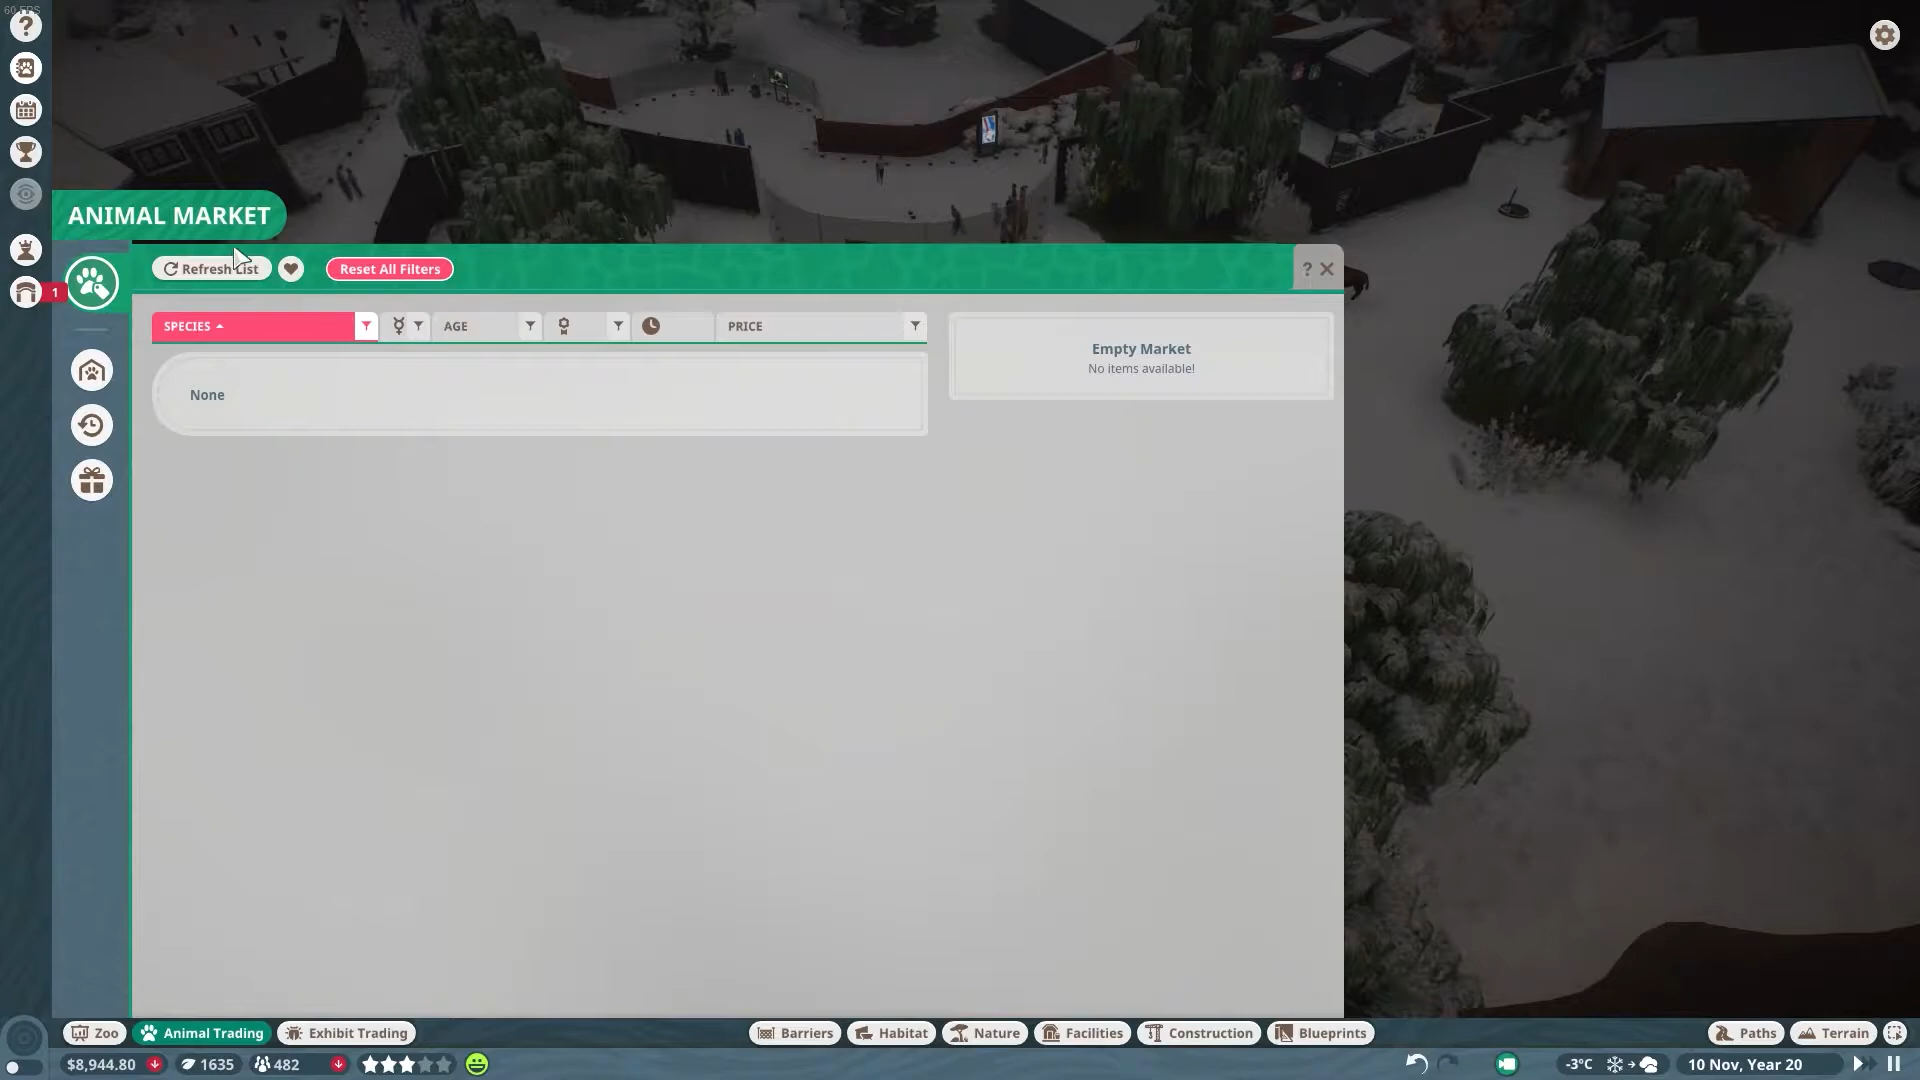 60 FPS
ANIMAL MARKET
Refresh List
Reset All Filters
?
SPECIES
AGE
PRICE
None
Empty Market
No items available!
1
Zoo
Animal Trading
Exhibit Trading
Barriers
Habitat
Nature
Facilities
Construction
Blueprints
Paths
Terrain
$8,944.80
1635
482
-3°C
10 Nov, Year 20